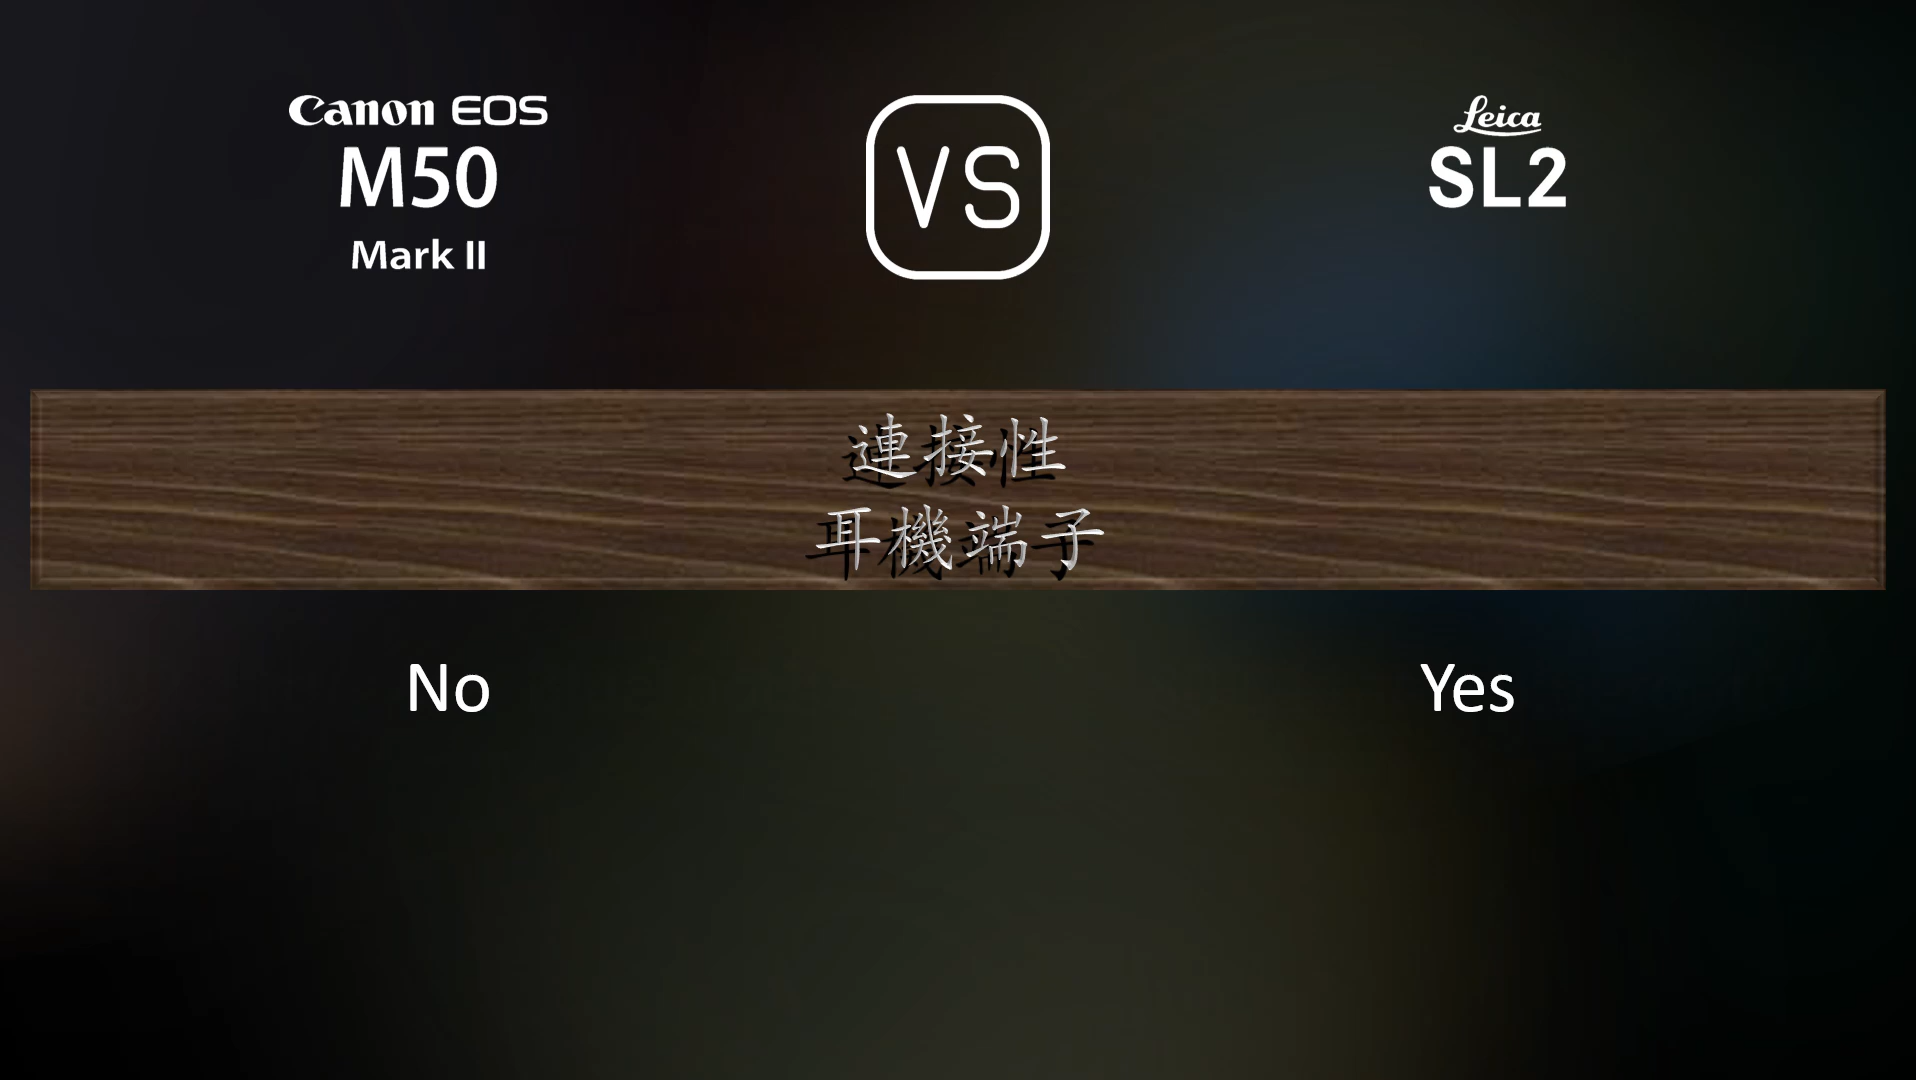 Canon EOS
M50
Mark II
VS
Leica
SL2
連接性
耳機端子
No
Yes